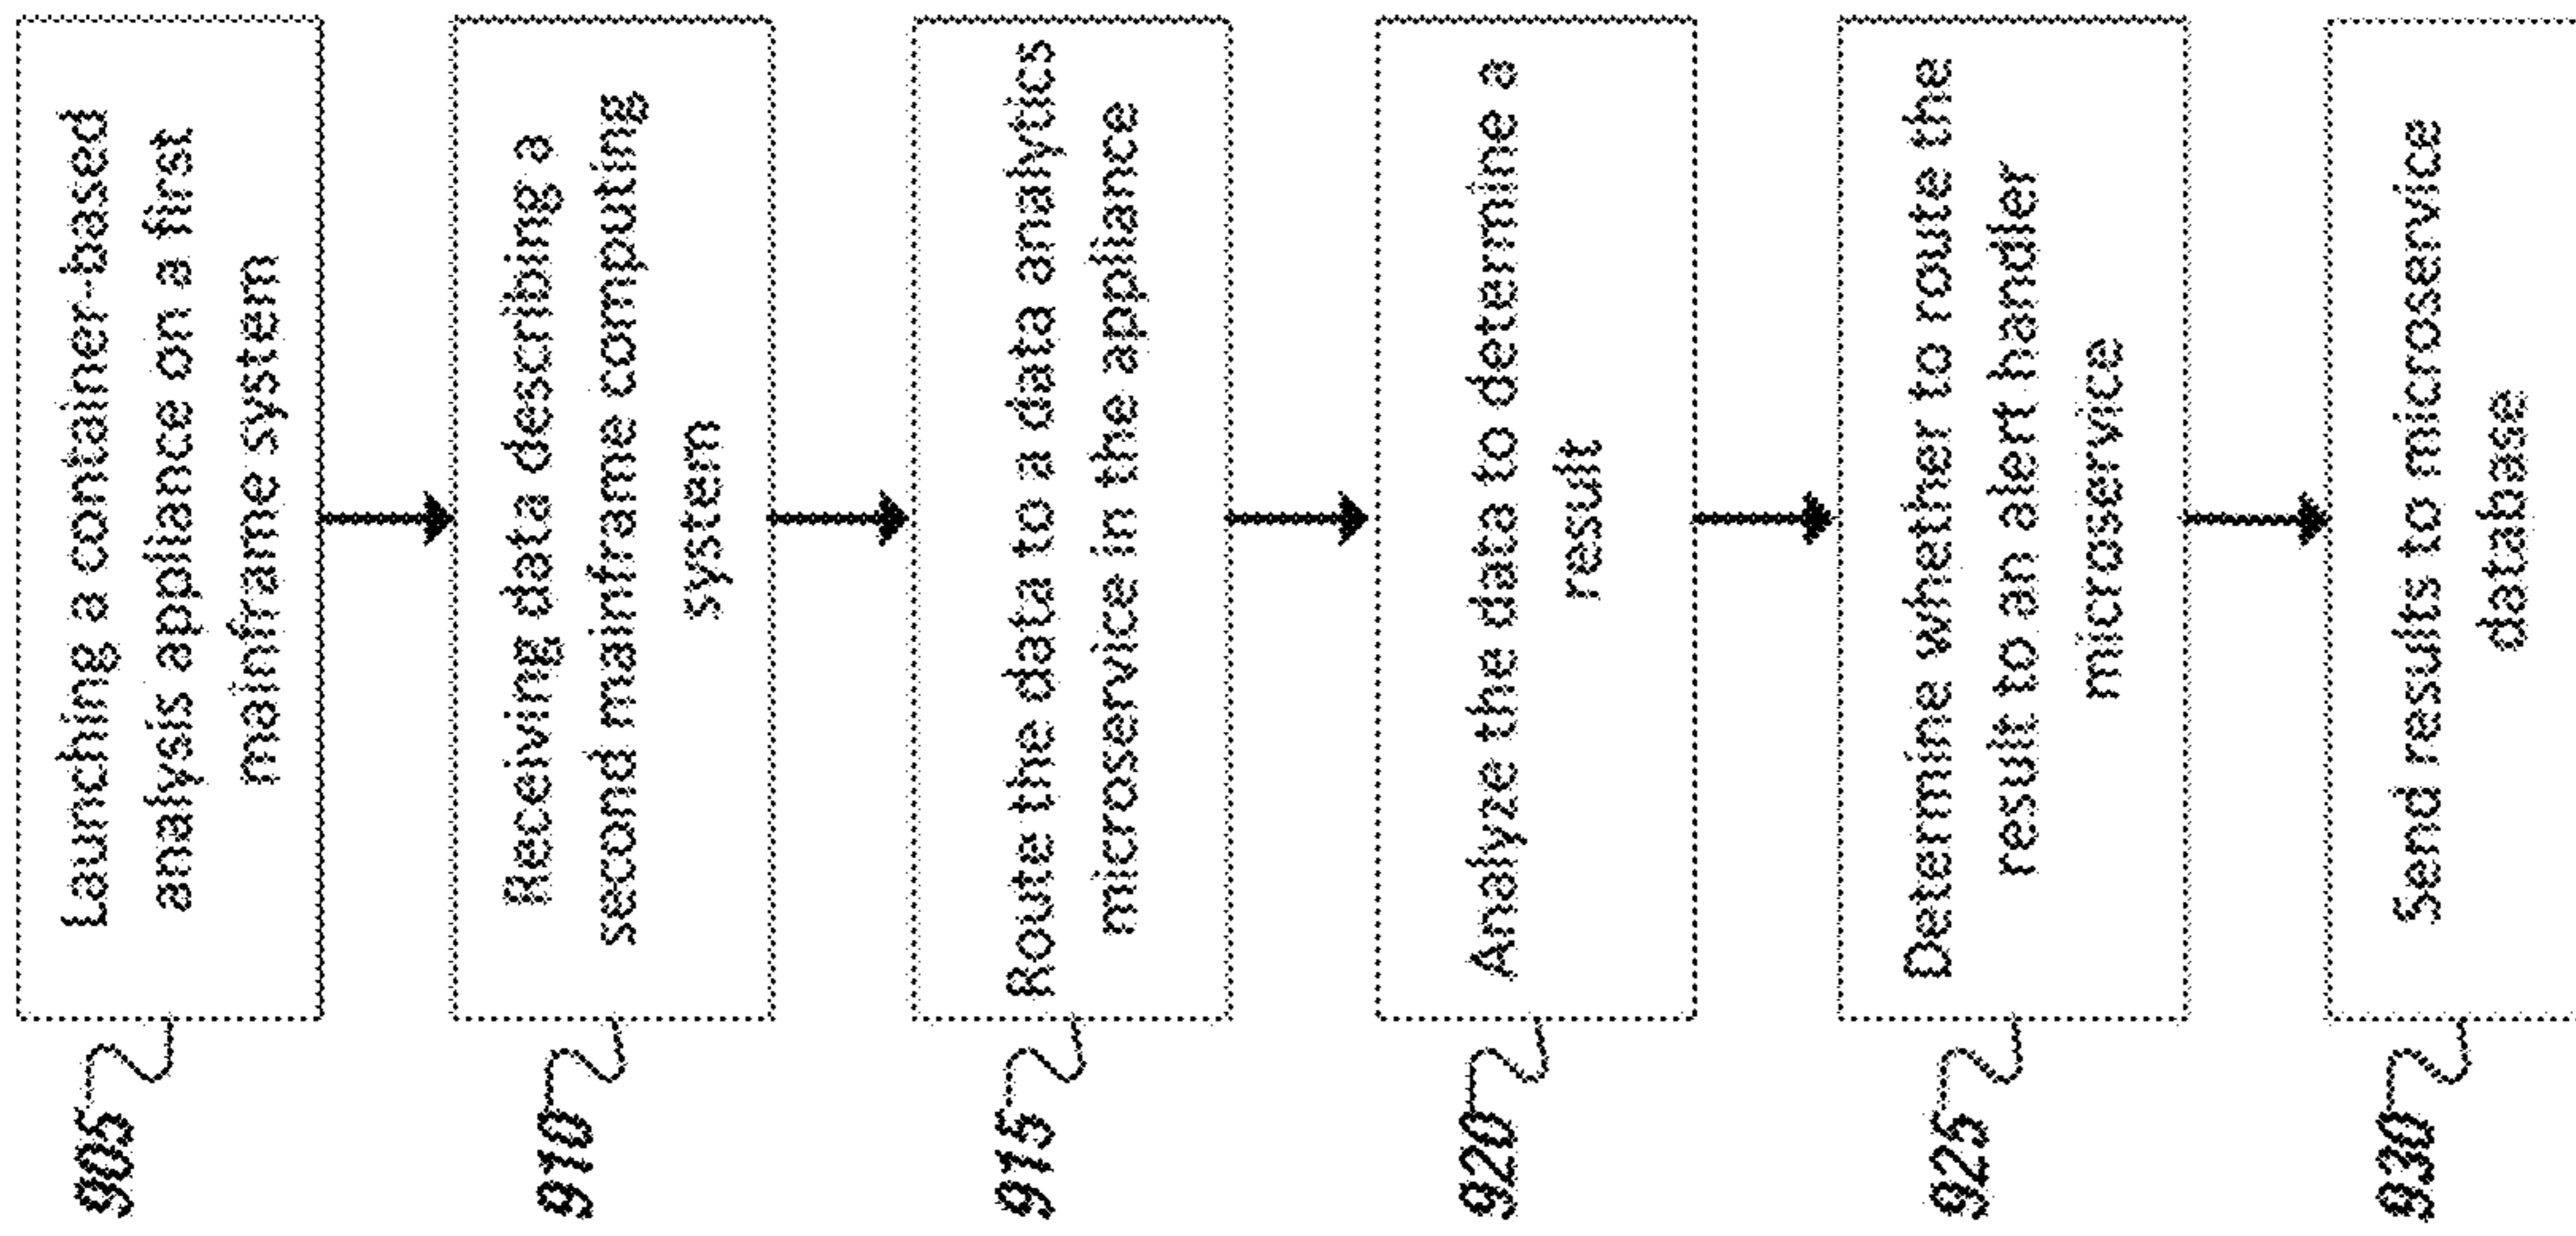 905
Launching a container-based
analysis appliance on a first
mainframe system
910
Receiving data describing a
second mainframe computing
system
915
Route the data to a data analytics
microservice in the appliance
920
Analyze the data to determine a
result
925
Determine whether to route the
result to an alert handler
microservice
930
Send results to microservice
database